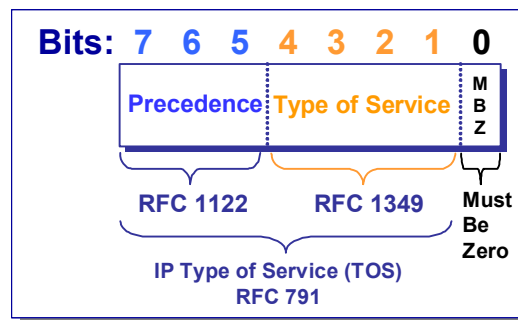 Bits: 7 6 5 4 3 2 1 0
Precedence Type of Service
M
B
Z
RFC 1122 RFC 1349
Must
Be
Zero
IP Type of Service (TOS)
RFC 791